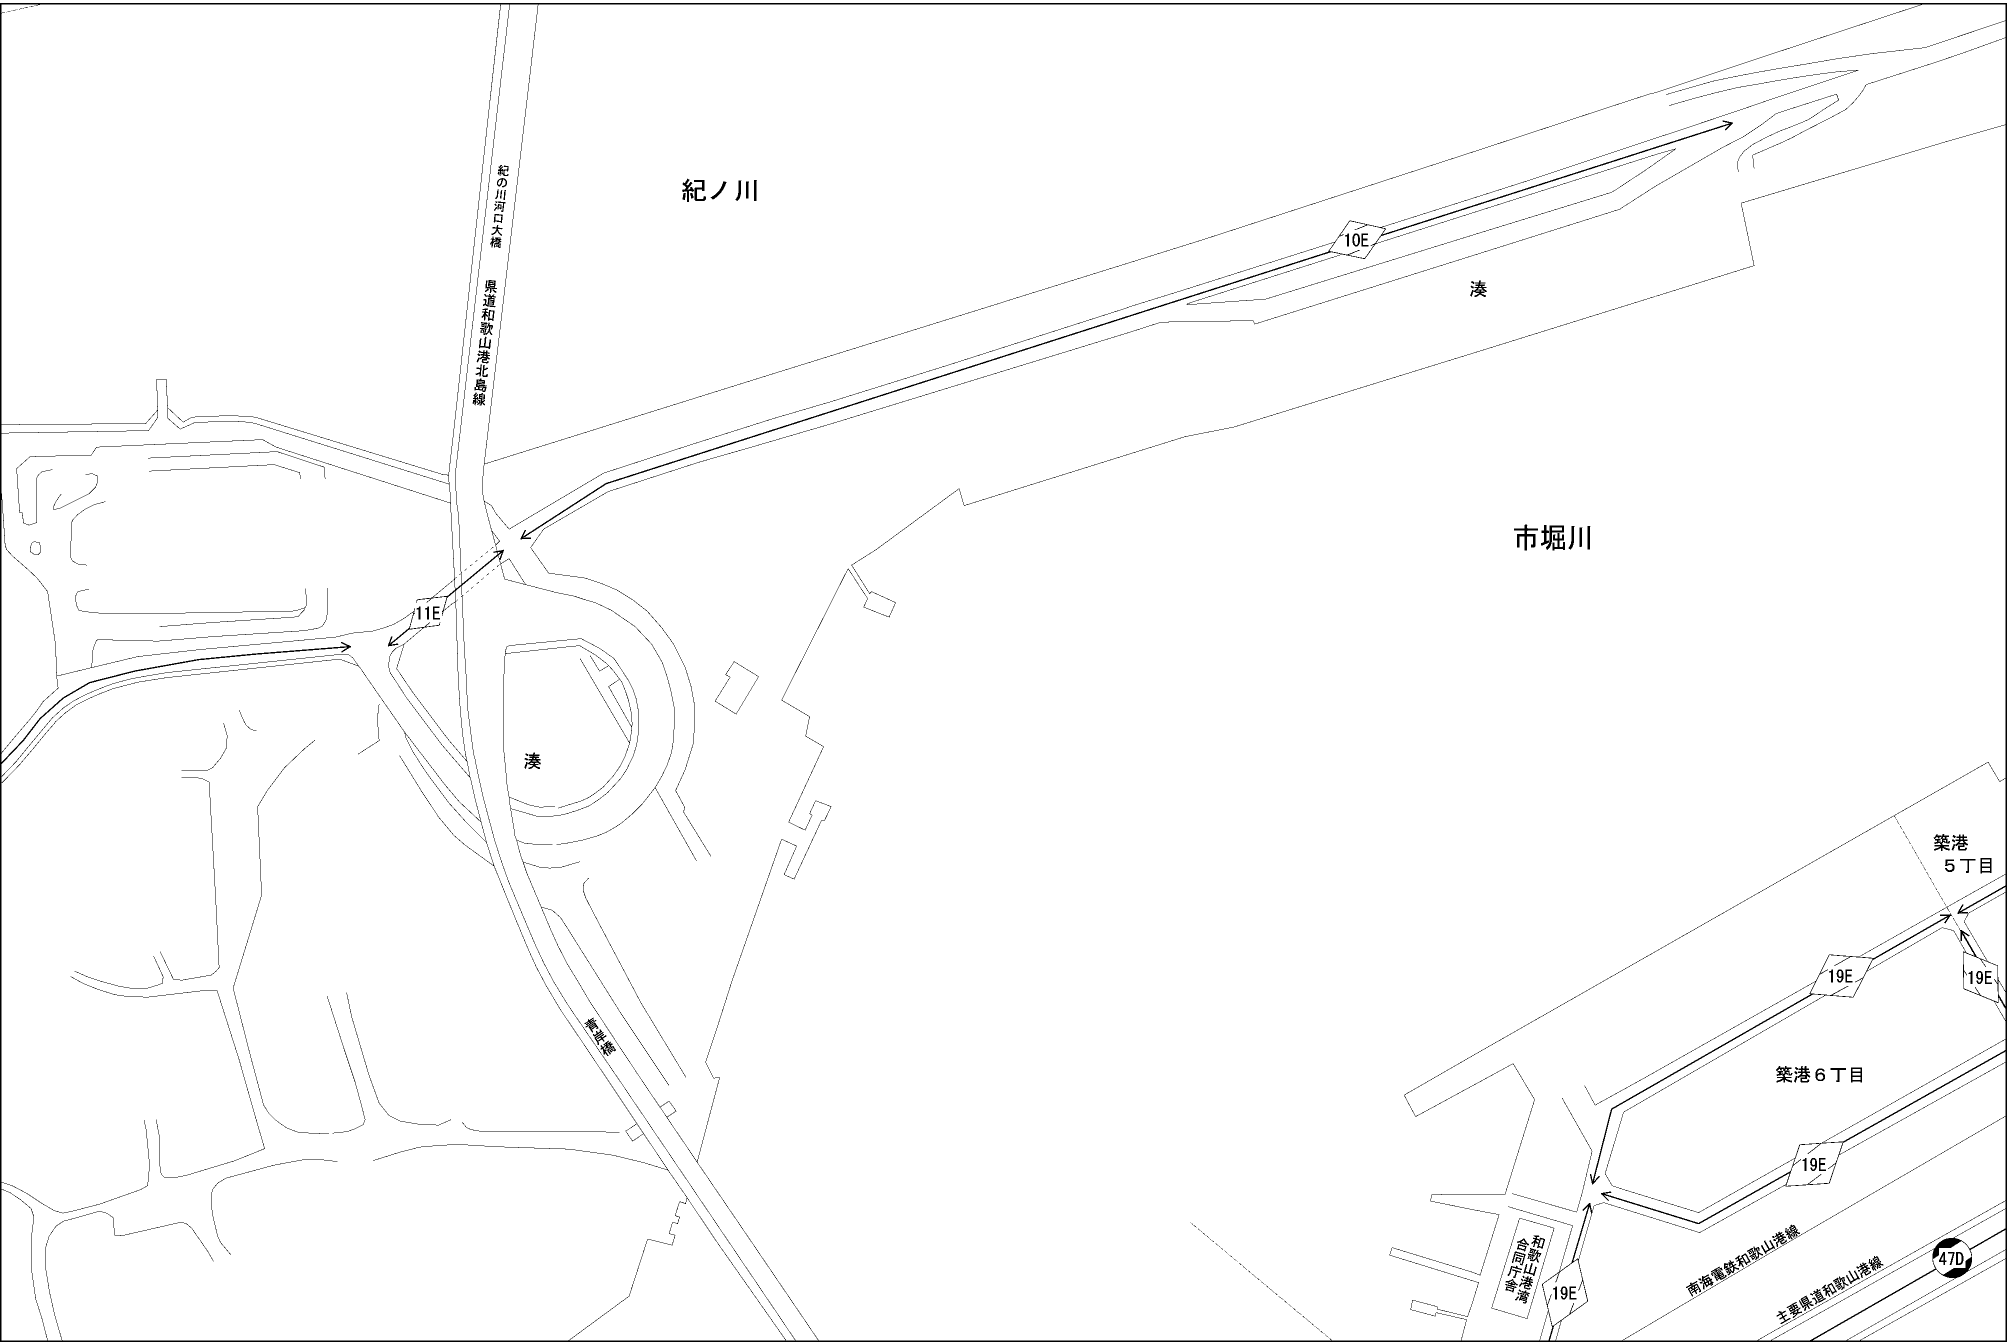 紀の川河口大橋
紀ノ川
県道和歌山港北島線
10E
湊
市堀川
11E
湊
築港
５丁目
19E
19E
青岸橋
築港６丁目
19E
和歌山港湾
合同庁舎
南海電鉄和歌山港線
主要県道和歌山港線
47D
19E